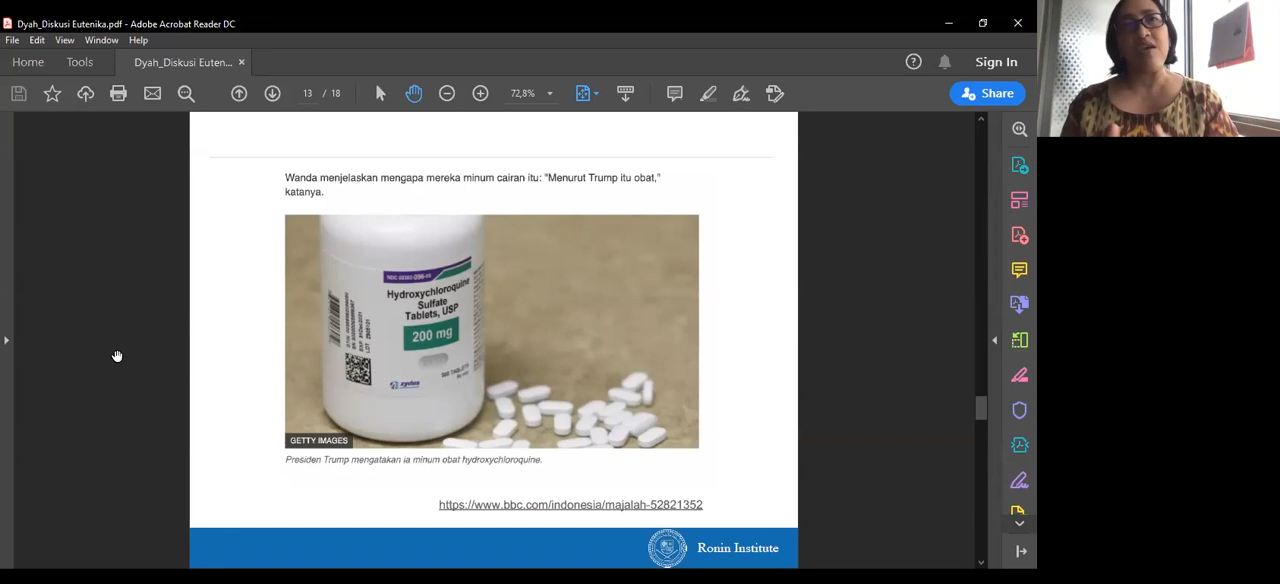 Dyah_Diskusi Eutenika.pdf - Adobe Acrobat Reader DC
File Edit View Window Help
Home Tools Dyah_Diskusi Euten... × Sign In
13 / 18 72,8% Share
Wanda menjelaskan mengapa mereka minum cairan itu: "Menurut Trump itu obat,"
katanya.
Hydroxychloroquine
Sulfate
Tablets, USP
200 mg
zydus
GETTY IMAGES
Presiden Trump mengatakan ia minum obat hydroxychloroquine.
https://www.bbc.com/indonesia/majalah-52821352
Ronin Institute